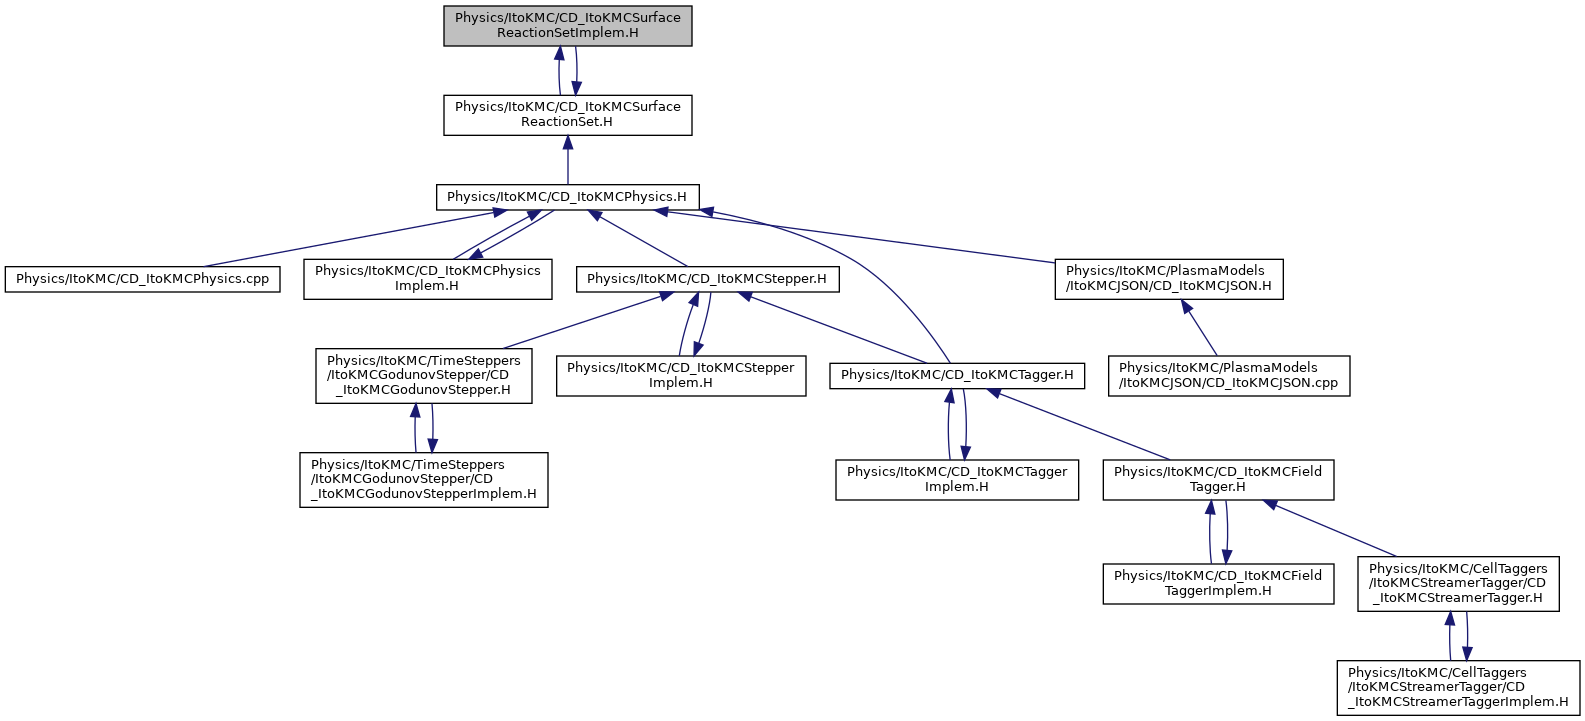 Physics/ItoKMC/CD_ItoKMCSurface
ReactionSetImplem.H
Physics/ItoKMC/CD_ItoKMCSurface
ReactionSet.H
Physics/ItoKMC/CD_ItoKMCPhysics.H
Physics/ItoKMC/CD_ItoKMCPhysics.cpp
Physics/ItoKMC/CD_ItoKMCPhysics
Implem.H
Physics/ItoKMC/CD_ItoKMCStepper.H
Physics/ItoKMC/PlasmaModels
/ItoKMCJSON/CD_ItoKMCJSON.H
Physics/ItoKMC/TimeSteppers
/ItoKMCGodunovStepper/CD
_ItoKMCGodunovStepper.H
Physics/ItoKMC/CD_ItoKMCStepper
Implem.H
Physics/ItoKMC/CD_ItoKMCTagger.H
Physics/ItoKMC/PlasmaModels
/ItoKMCJSON/CD_ItoKMCJSON.cpp
Physics/ItoKMC/TimeSteppers
/ItoKMCGodunovStepper/CD
_ItoKMCGodunovStepperImplem.H
Physics/ItoKMC/CD_ItoKMCTagger
Implem.H
Physics/ItoKMC/CD_ItoKMCField
Tagger.H
Physics/ItoKMC/CD_ItoKMCField
TaggerImplem.H
Physics/ItoKMC/CellTaggers
/ItoKMCStreamerTagger/CD
_ItoKMCStreamerTagger.H
Physics/ItoKMC/CellTaggers
/ItoKMCStreamerTagger/CD
_ItoKMCStreamerTaggerImplem.H